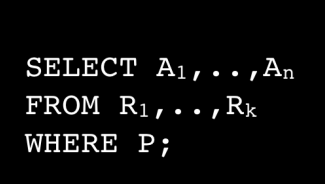 SELECT A₁,..,Aₙ
FROM R₁,..,Rₖ
WHERE P;